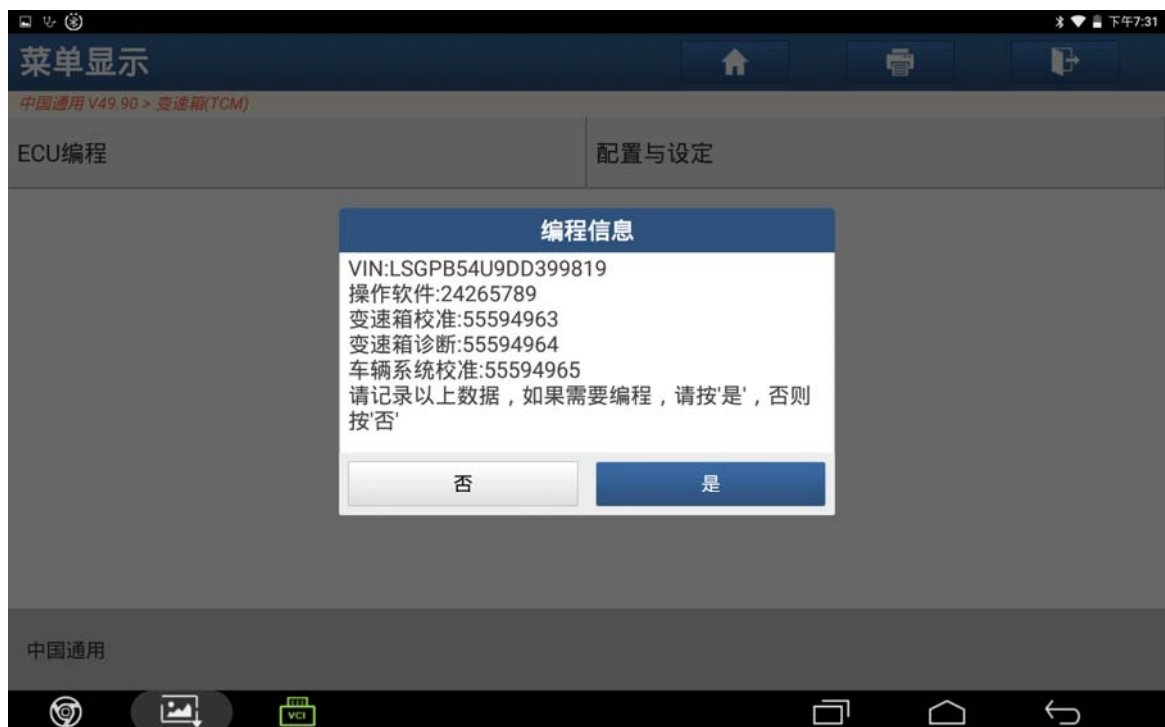 下午7:31
菜单显示
中国通用 V49.90 > 变速箱(TCM)
ECU编程
配置与设定
编程信息
VIN:LSGPB54U9DD399819
操作软件:24265789
变速箱校准:55594963
变速箱诊断:55594964
车辆系统校准:55594965
请记录以上数据，如果需要编程，请按'是'，否则
按'否'
否
是
中国通用
VCI